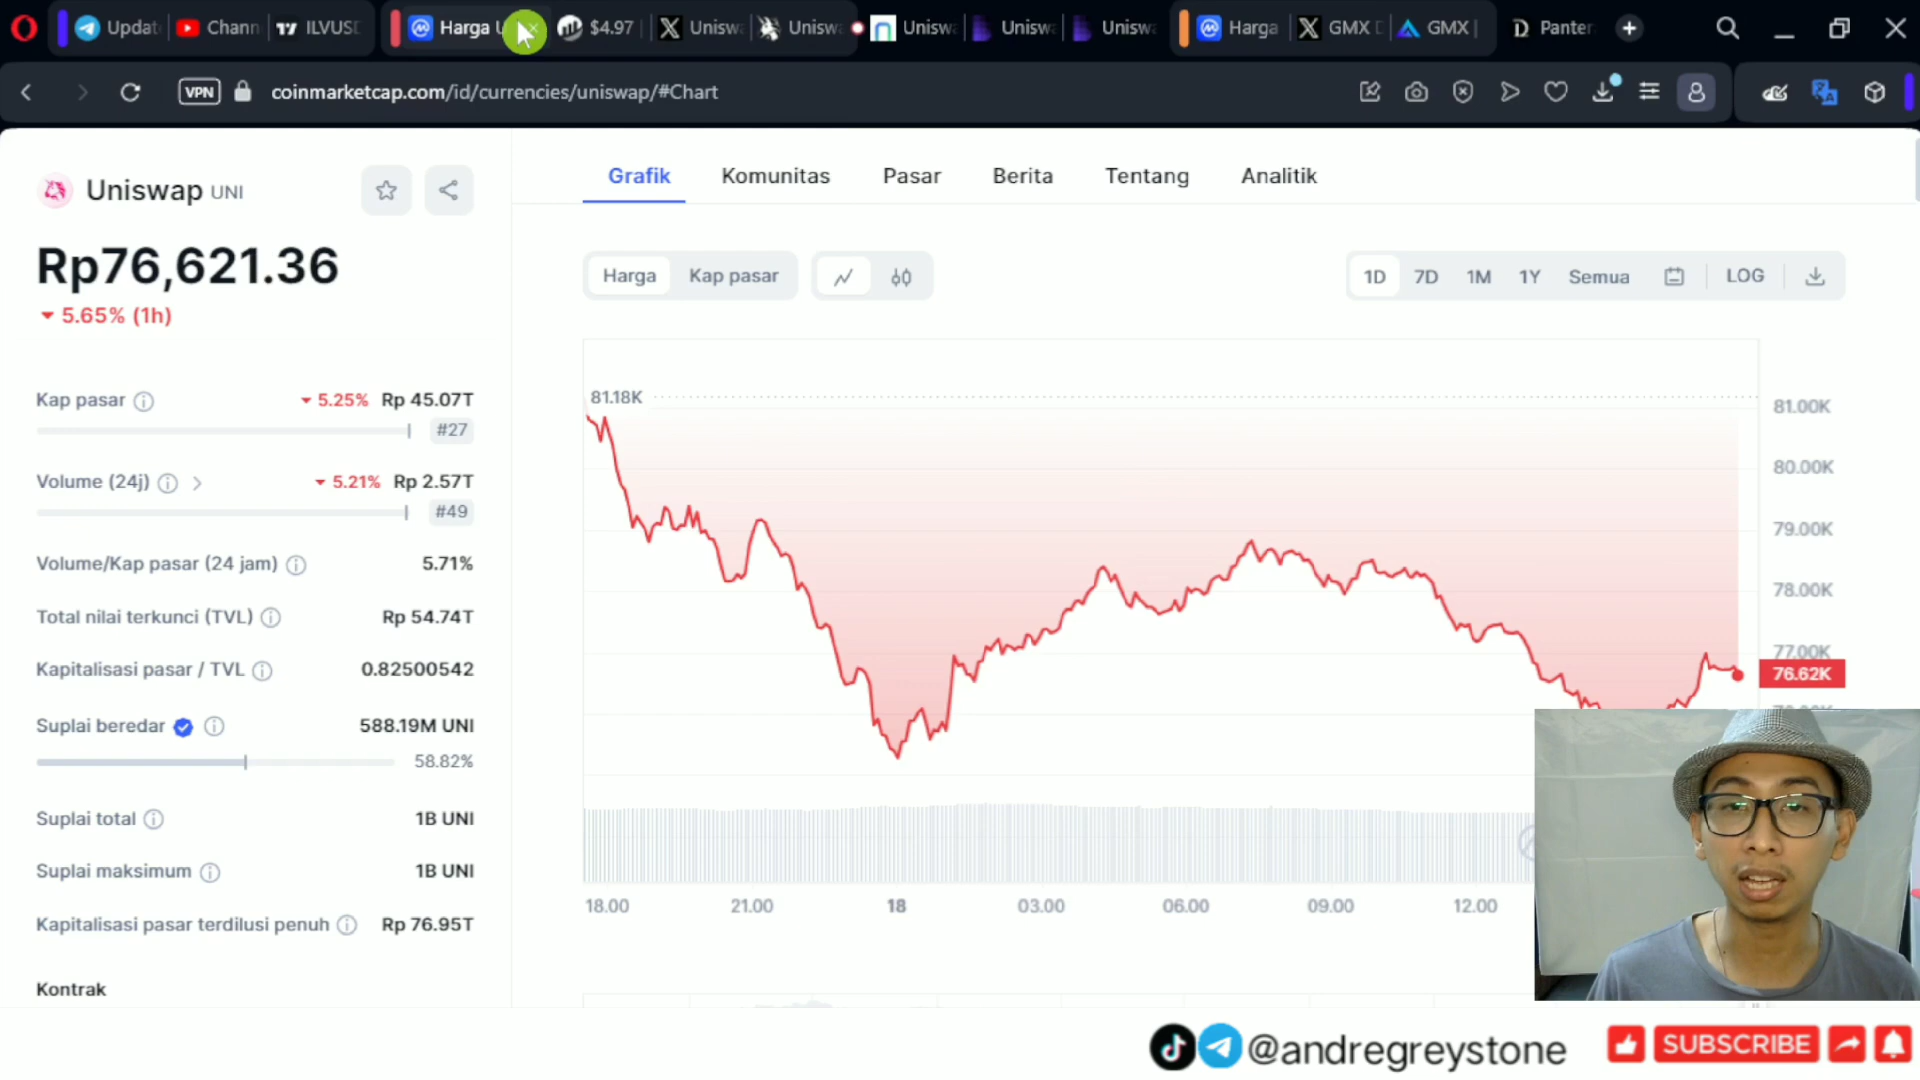 Updat
Chann
ILVUSD
Harga U
$4.97
Unisw
Unisw
Unisw
Unisw
Unisw
Harga
GMX D
GMX |
Panter
VPN
coinmarketcap.com/id/currencies/uniswap/#Chart
Uniswap UNI
Rp76,621.36
5.65% (1h)
Kap pasar 5.25% Rp 45.07T
#27
Volume (24j) 5.21% Rp 2.57T
#49
Volume/Kap pasar (24 jam) 5.71%
Total nilai terkunci (TVL) Rp 54.74T
Kapitalisasi pasar / TVL 0.82500542
Suplai beredar 588.19M UNI
58.82%
Suplai total 1B UNI
Suplai maksimum 1B UNI
Kapitalisasi pasar terdilusi penuh Rp 76.95T
Kontrak
Grafik Komunitas Pasar Berita Tentang Analitik
Harga Kap pasar
1D 7D 1M 1Y Semua LOG
81.18K
81.00K
80.00K
79.00K
78.00K
77.00K
76.62K
18.00 21.00 18 03.00 06.00 09.00 12.00
@andregreystone
SUBSCRIBE